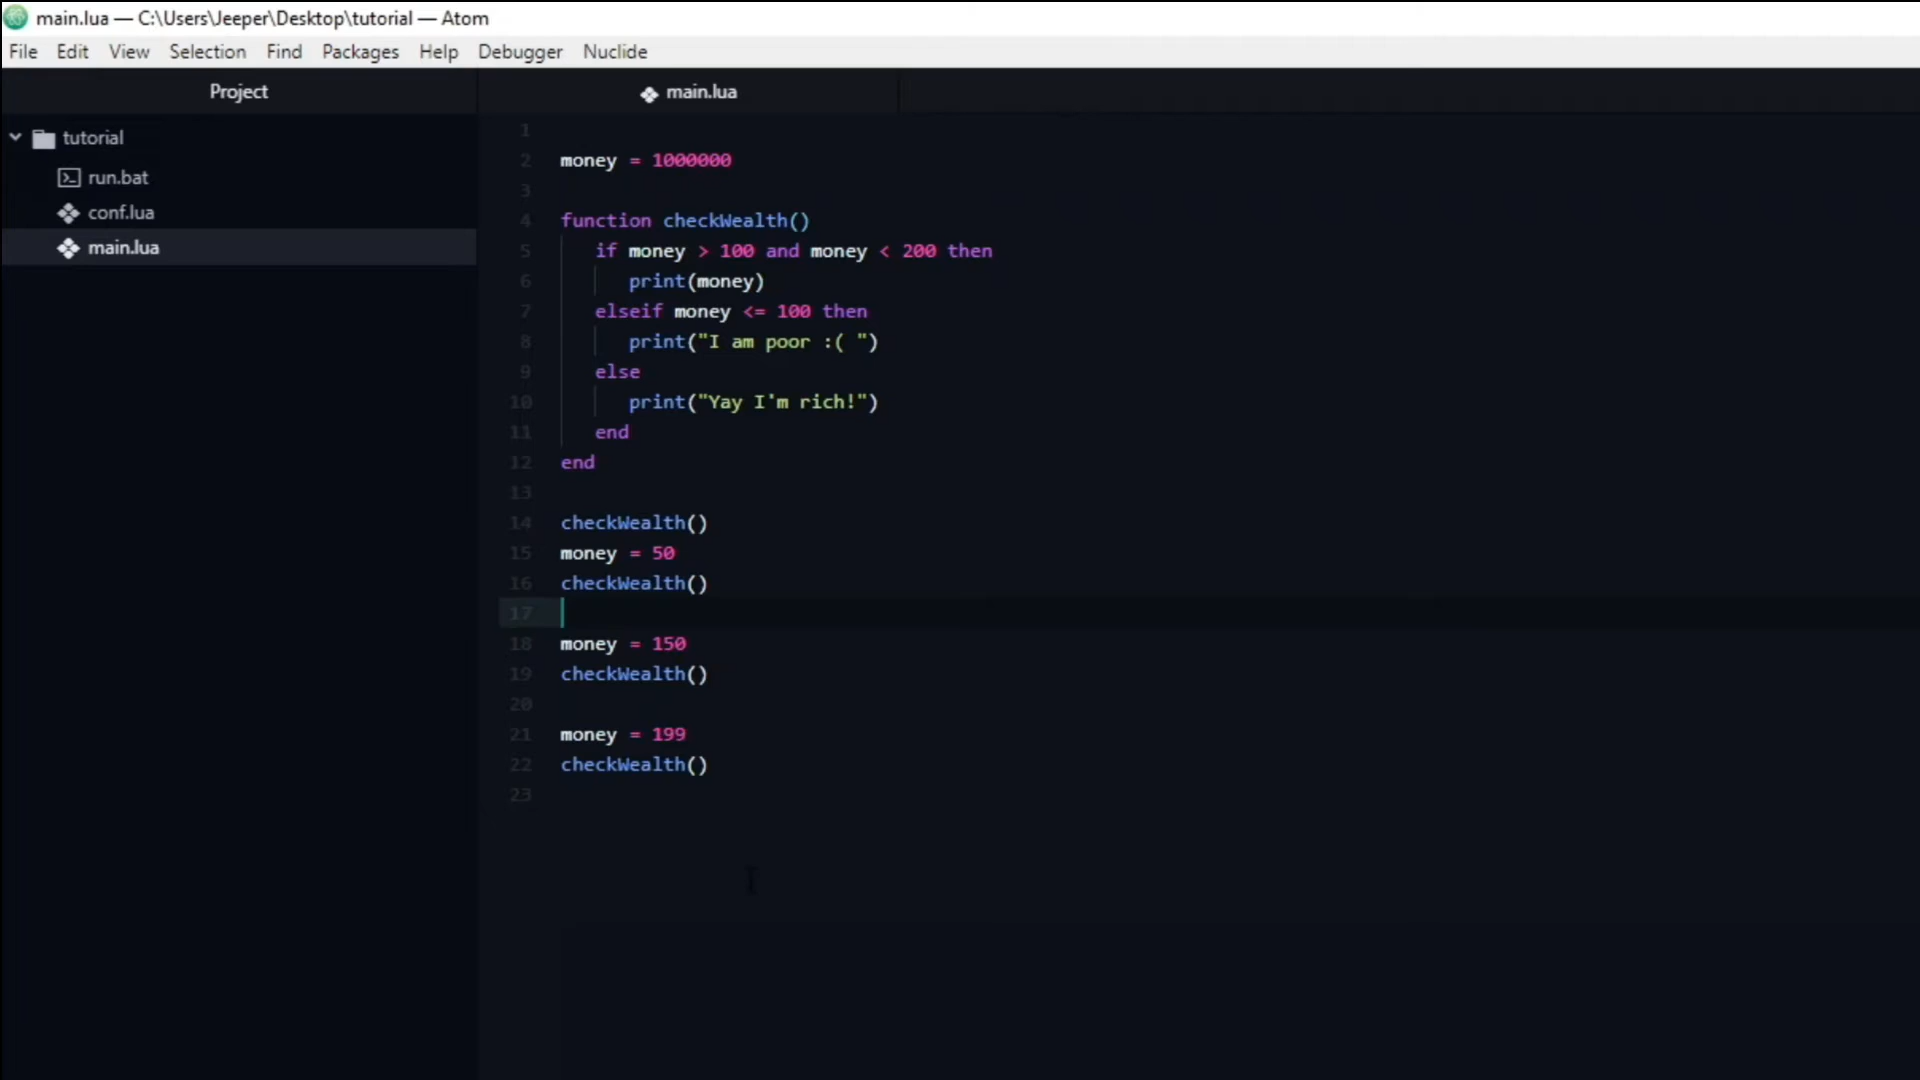 main.lua — C:\Users\Jeeper\Desktop\tutorial — Atom
File Edit View Selection Find Packages Help Debugger Nuclide
Project
main.lua
tutorial
run.bat
conf.lua
main.lua
1
2 money = 1000000
3
4 function checkWealth()
5 if money > 100 and money < 200 then
6 print(money)
7 elseif money <= 100 then
8 print("I am poor :( ")
9 else
10 print("Yay I'm rich!")
11 end
12 end
13
14 checkWealth()
15 money = 50
16 checkWealth()
17
18 money = 150
19 checkWealth()
20
21 money = 199
22 checkWealth()
23